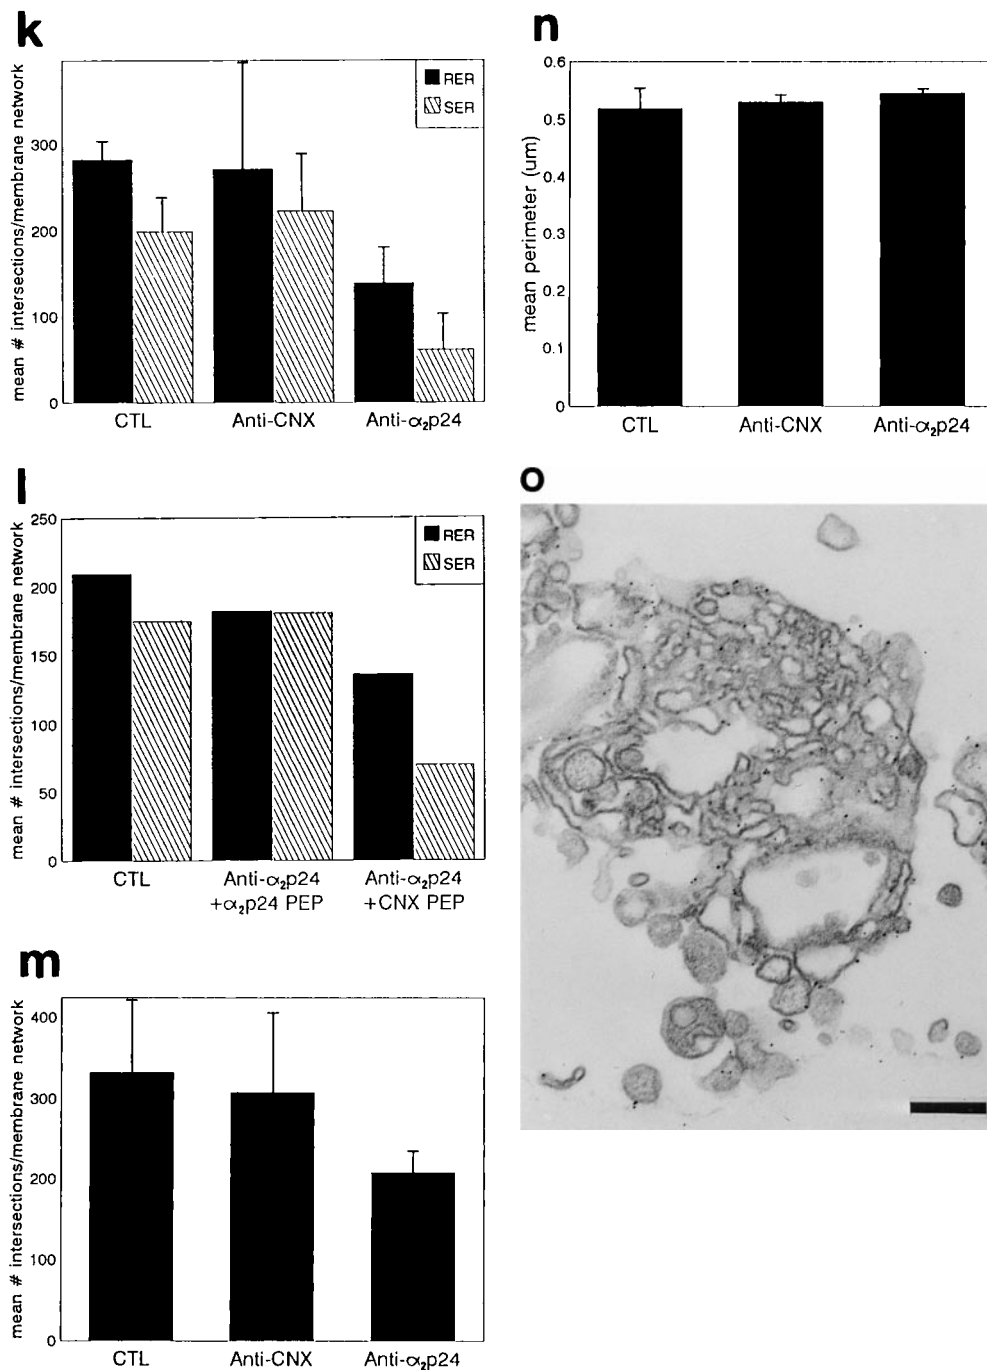 k
mean # intersections/membrane network
300
200
100
0
RER
SER
CTL
Anti-CNX
Anti-α₂p24
n
mean perimeter (um)
0.6
0.5
0.4
0.3
0.2
0.1
0
CTL
Anti-CNX
Anti-α₂p24
l
mean # intersections/membrane network
250
200
150
100
50
0
RER
SER
CTL
Anti-α₂p24
+α₂p24 PEP
Anti-α₂p24
+CNX PEP
o
m
mean # intersections/membrane network
400
300
200
100
0
CTL
Anti-CNX
Anti-α₂p24